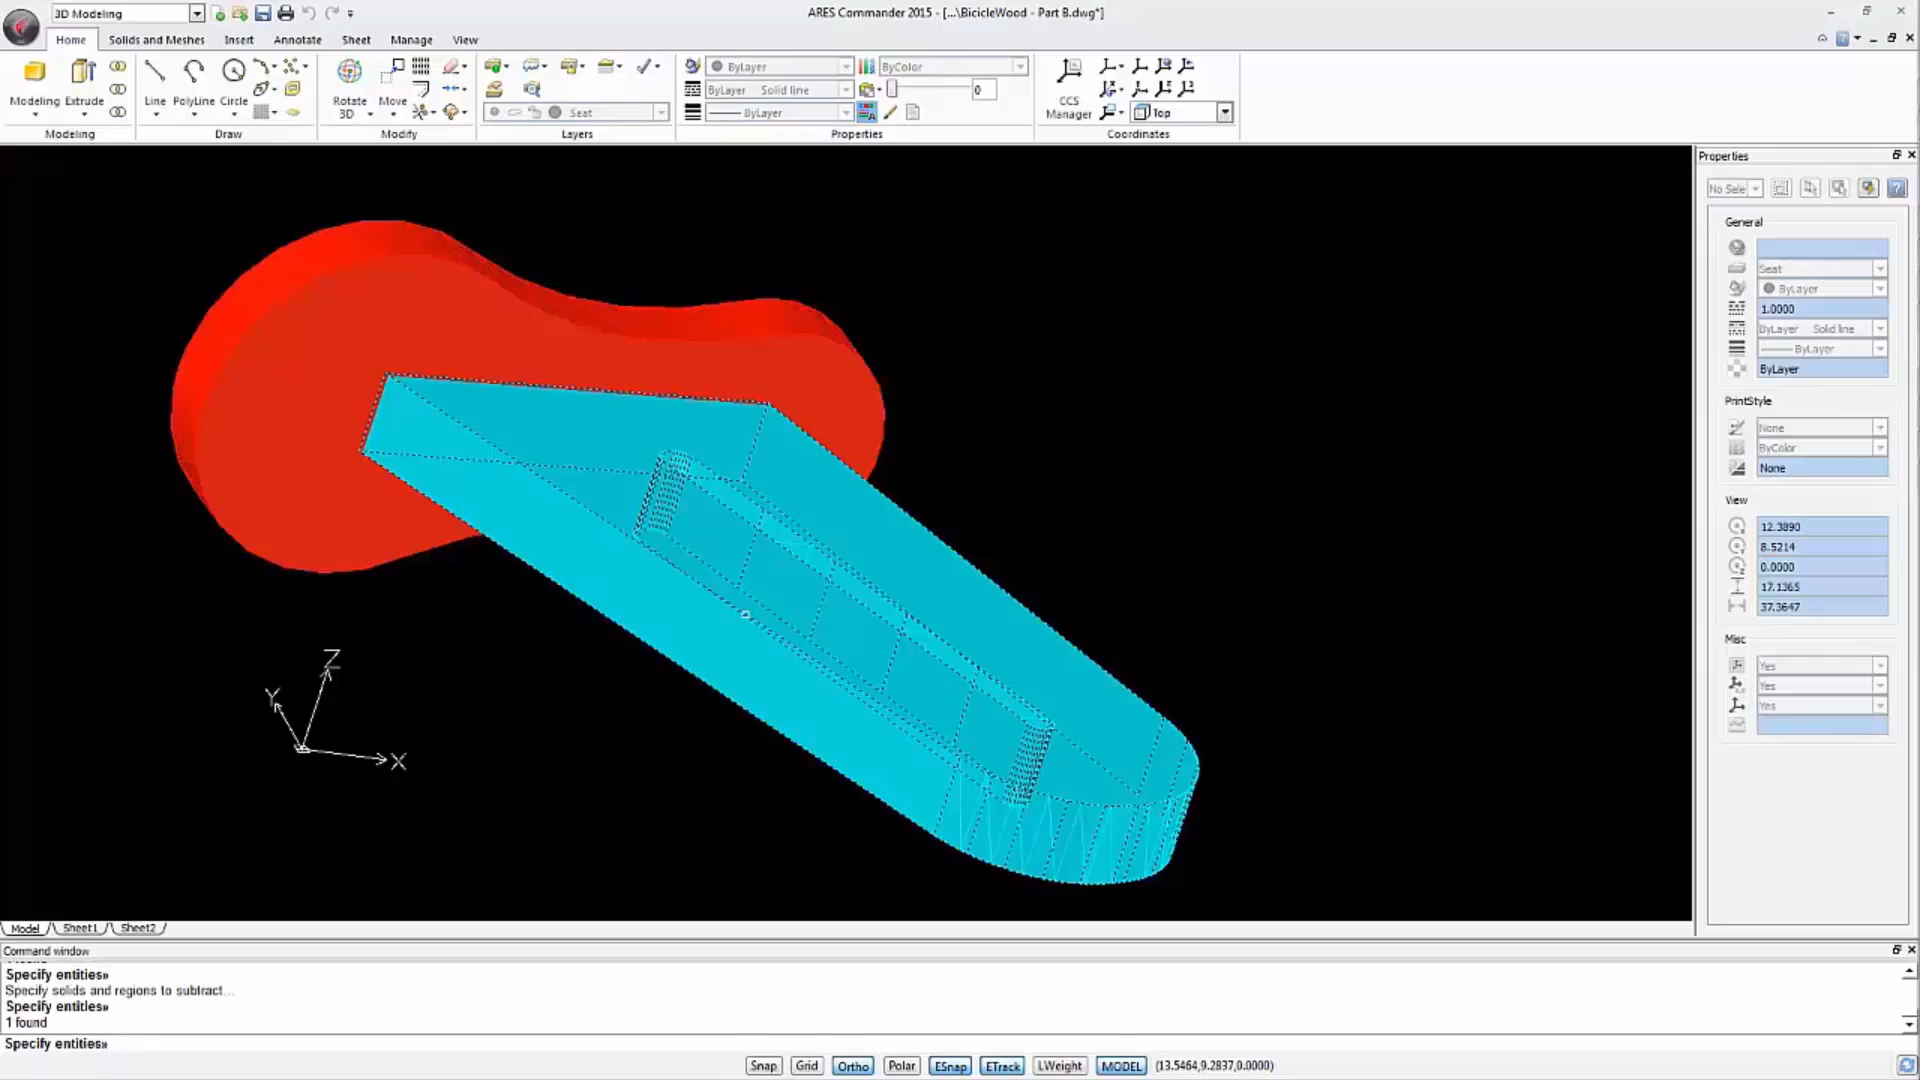 3D Modeling
ARES Commander 2015 - [...\BicicleWood - Part B.dwg*]
Home Solids and Meshes Insert Annotate Sheet Manage View
ByLayer ByColor
ByLayer Solid line 0
Modeling Extrude Line PolyLine Circle Rotate 3D Move Seat ByLayer CCS Manager Top
Modeling Draw Modify Layers Properties Coordinates
Properties
No Sele
General
Seat
ByLayer
1.0000
ByLayer Solid line
ByLayer
ByLayer
PrintStyle
None
ByColor
None
View
12.3890
8.5214
0.0000
17.1365
37.3647
Misc
Yes
Yes
Yes
Z
Y
X
Model Sheet1 Sheet2
Command window
Specify entities»
Specify solids and regions to subtract...
Specify entities»
1 found
Specify entities»
Snap Grid Ortho Polar ESnap ETrack LWeight MODEL (13.5464,9.2837,0.0000)